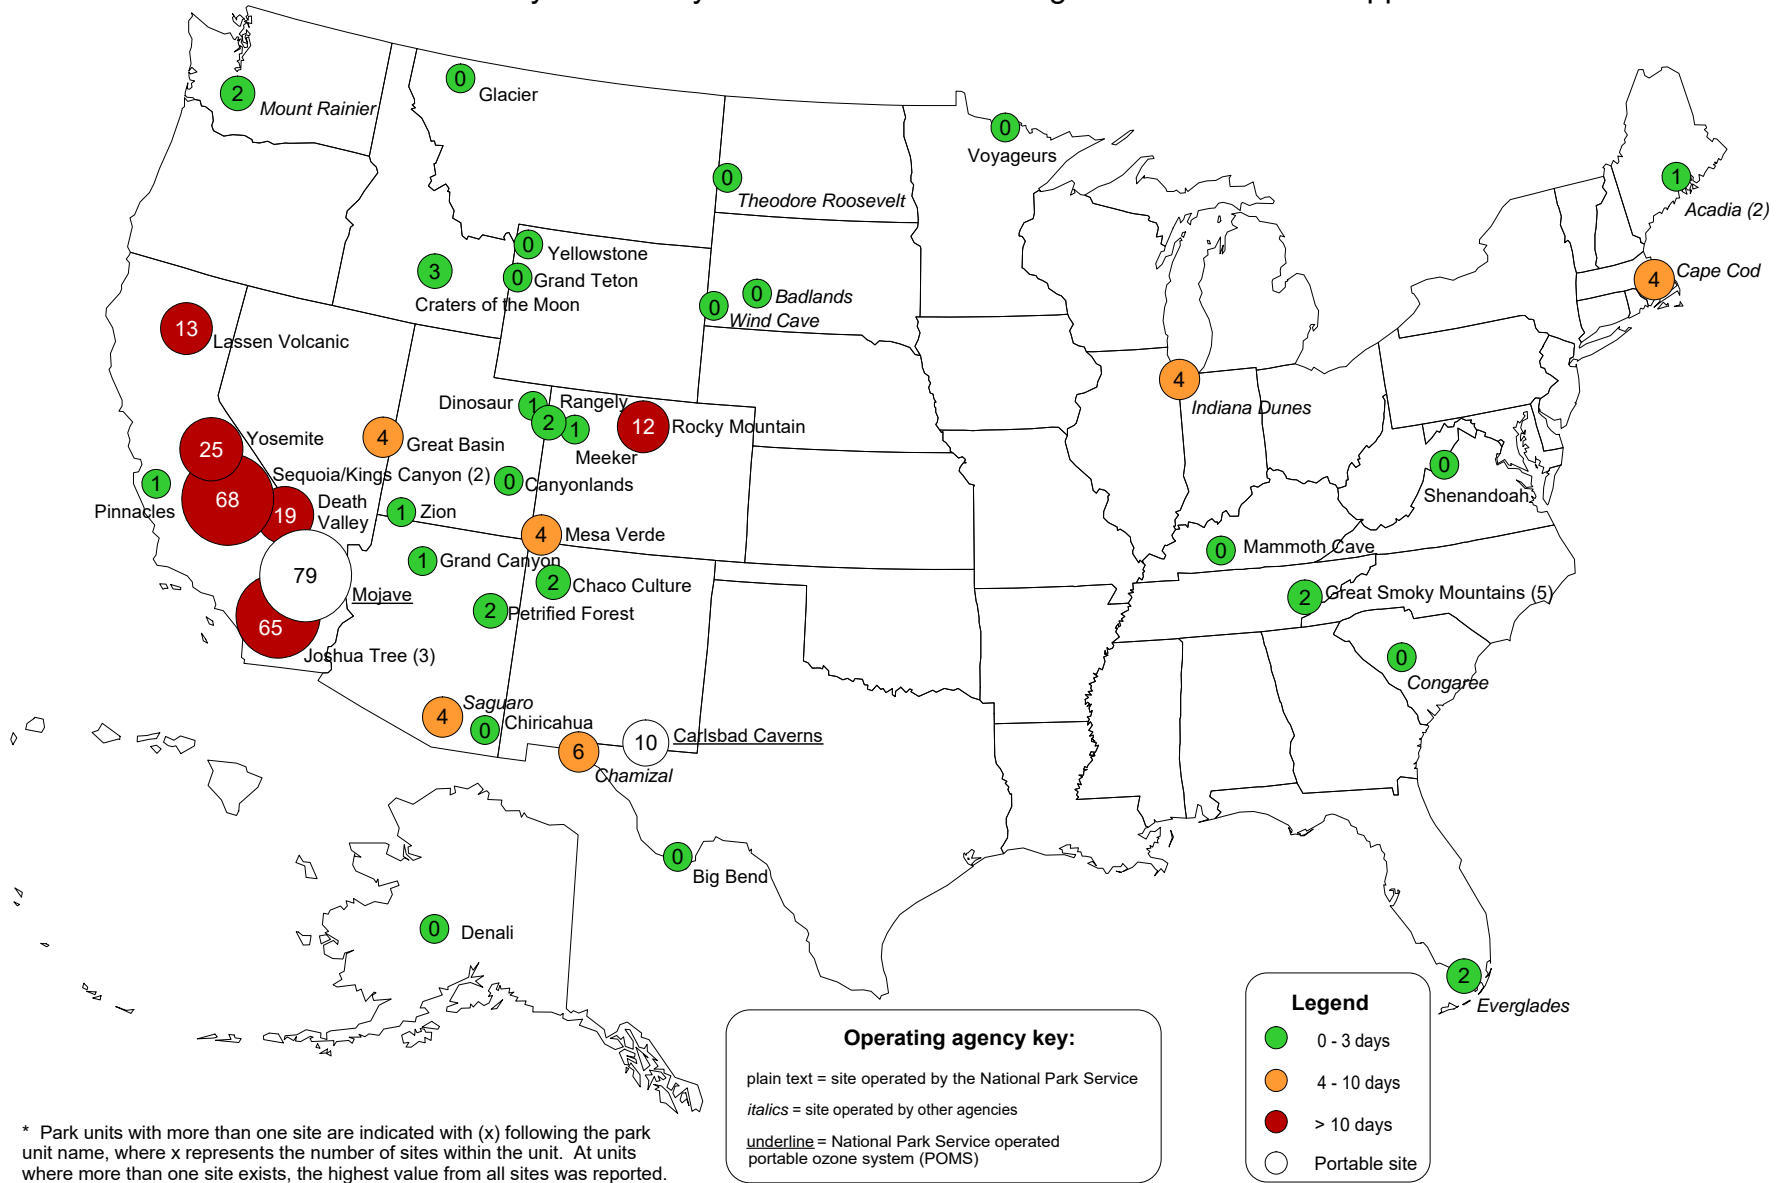 0
Glacier
2
Mount Rainier
0
Voyageurs
0
Theodore Roosevelt
1
Acadia (2)
0
Yellowstone
3
Craters of the Moon
0
Grand Teton
0
Badlands
0
Wind Cave
4
Cape Cod
13
Lassen Volcanic
4
Indiana Dunes
Dinosaur
1
Rangely
2
1
Meeker
12
Rocky Mountain
25
Yosemite
4
Great Basin
Sequoia/Kings Canyon (2)
68
0
Canyonlands
0
Shenandoah
1
Pinnacles
19
Death
Valley
1
Zion
4
Mesa Verde
0
Mammoth Cave
79
Mojave
1
Grand Canyon
2
Chaco Culture
2
Petrified Forest
2
Great Smoky Mountains (5)
65
Joshua Tree (3)
0
Congaree
4
Saguaro
0
Chiricahua
6
Chamizal
10
Carlsbad Caverns
0
Big Bend
0
Denali
2
Everglades
Operating agency key:
plain text = site operated by the National Park Service
italics = site operated by other agencies
underline = National Park Service operated
portable ozone system (POMS)
Legend
0 - 3 days
4 - 10 days
> 10 days
Portable site
* Park units with more than one site are indicated with (x) following the park
unit name, where x represents the number of sites within the unit. At units
where more than one site exists, the highest value from all sites was reported.